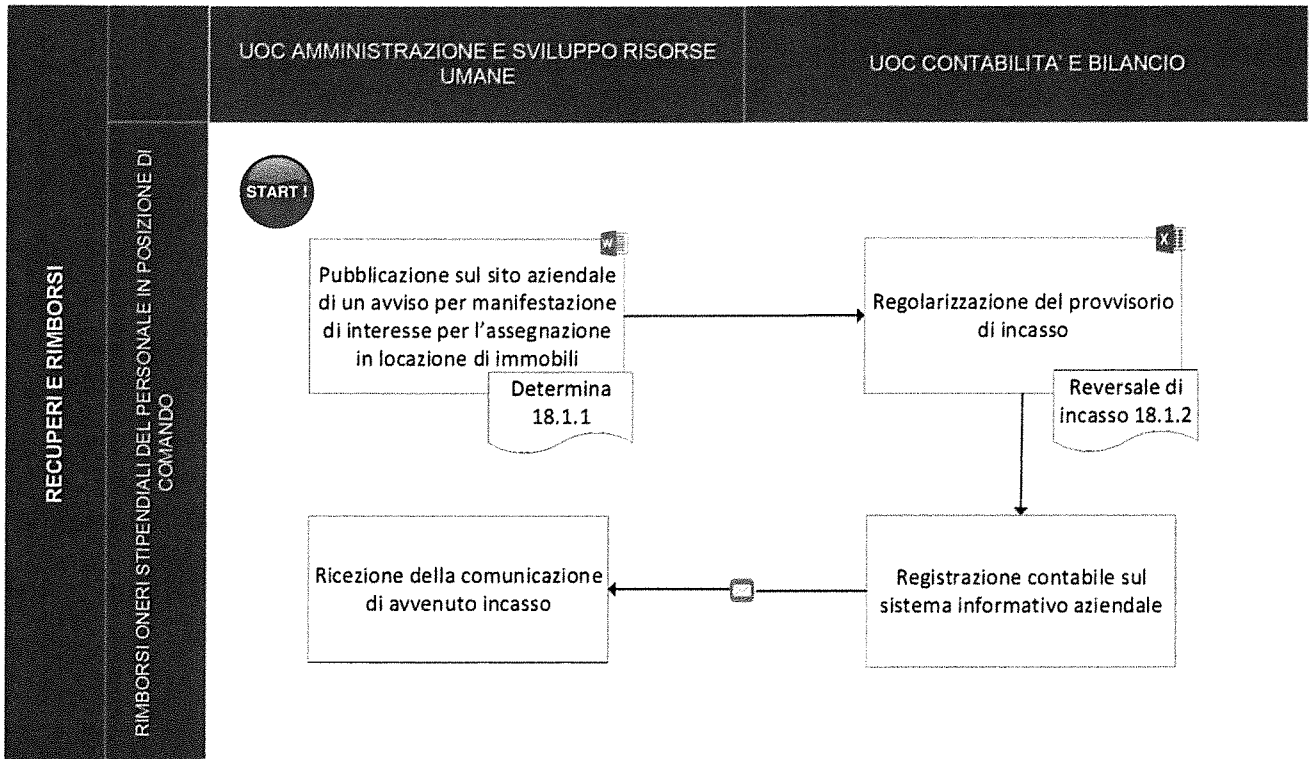 UOC AMMINISTRAZIONE E SVILUPPO RISORSE
UMANE
UOC CONTABILITA' E BILANCIO
RECUPERI E RIMBORSI
RIMBORSI ONERI STIPENDIALI DEL PERSONALE IN POSIZIONE DI
COMANDO
START !
Pubblicazione sul sito aziendale
di un avviso per manifestazione
di interesse per l'assegnazione
in locazione di immobili
Determina
18.1.1
Regolarizzazione del provvisorio
di incasso
Reversale di
incasso 18.1.2
Ricezione della comunicazione
di avvenuto incasso
Registrazione contabile sul
sistema informativo aziendale